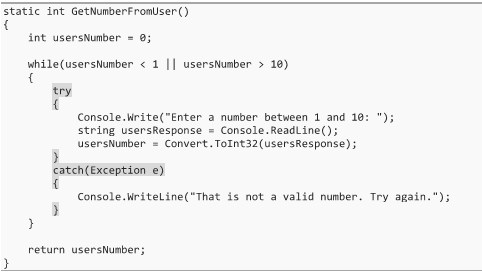 static int GetNumberFromUser()
{
    int usersNumber = 0;

    while(usersNumber < 1 || usersNumber > 10)
    {
        try
        {
            Console.Write("Enter a number between 1 and 10: ");
            string usersResponse = Console.ReadLine();
            usersNumber = Convert.ToInt32(usersResponse);
        }
        catch(Exception e)
        {
            Console.WriteLine("That is not a valid number. Try again.");
        }
    }

    return usersNumber;
}